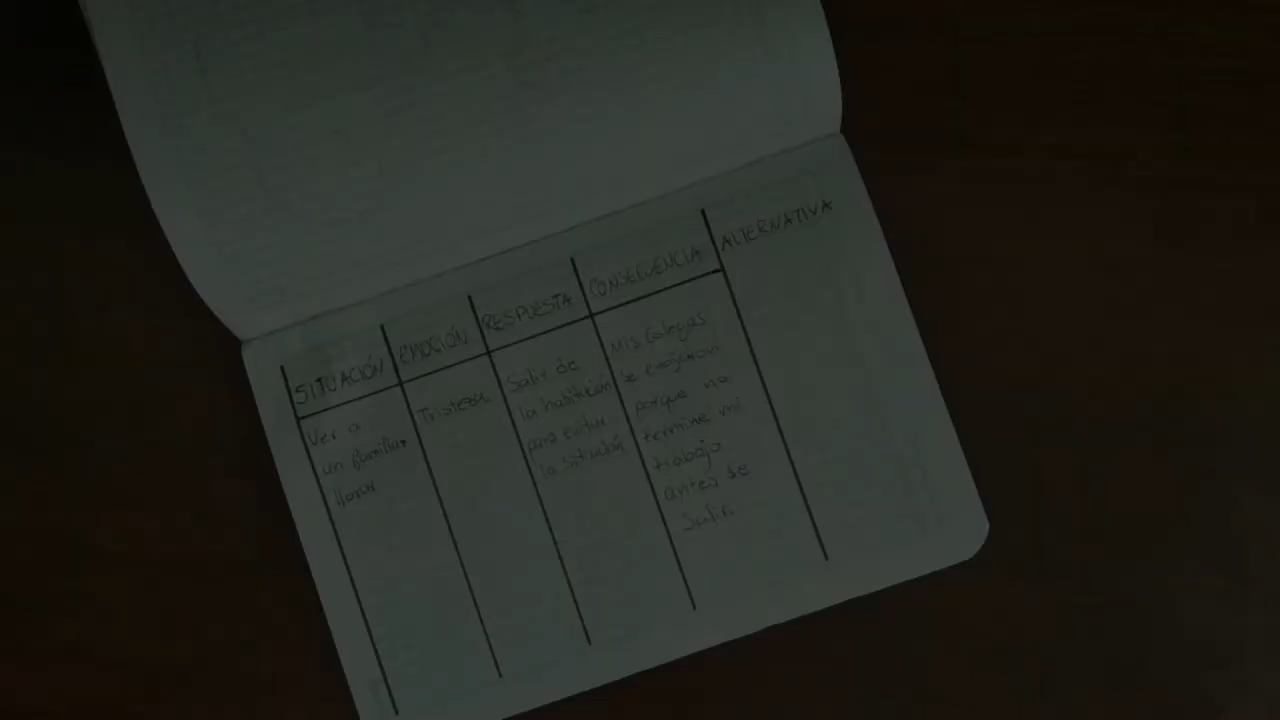 SITUACIÓN
EMOCIÓN
RESPUESTA
CONSECUENCIA
ALTERNATIVA
Ver a
un familiar
llorar
Tristeza
Salir de
la habitación
para evitar
la situación
Mis colegas
se enojaron
porque no
termine mi
trabajo
antes de
Salir.